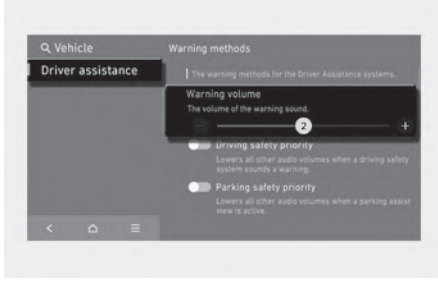 Vehicle
Warning methods
Driver assistance
The warning methods for the Driver Assistance systems.
Warning volume
The volume of the warning sound.
2
Driving safety priority
Lowers all other audio volumes when a driving safety
system sounds a warning.
Parking safety priority
Lowers all other audio volumes when a parking assist
view is active.